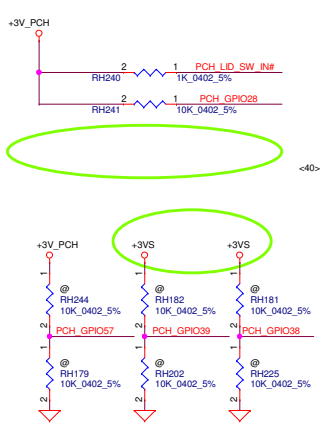 +3V_PCH
2 1 PCH_LID_SW_IN#
RH240 1K_0402_5%
2 1 PCH_GPIO28
RH241 10K_0402_5%
<40>
+3V_PCH +3VS +3VS
1 1 1
@ @ @
RH244 RH182 RH181
10K_0402_5% 10K_0402_5% 10K_0402_5%
2 2 2
PCH_GPIO57 PCH_GPIO39 PCH_GPIO38
1 1 1
@ @ @
RH179 RH202 RH225
10K_0402_5% 10K_0402_5% 10K_0402_5%
2 2 2